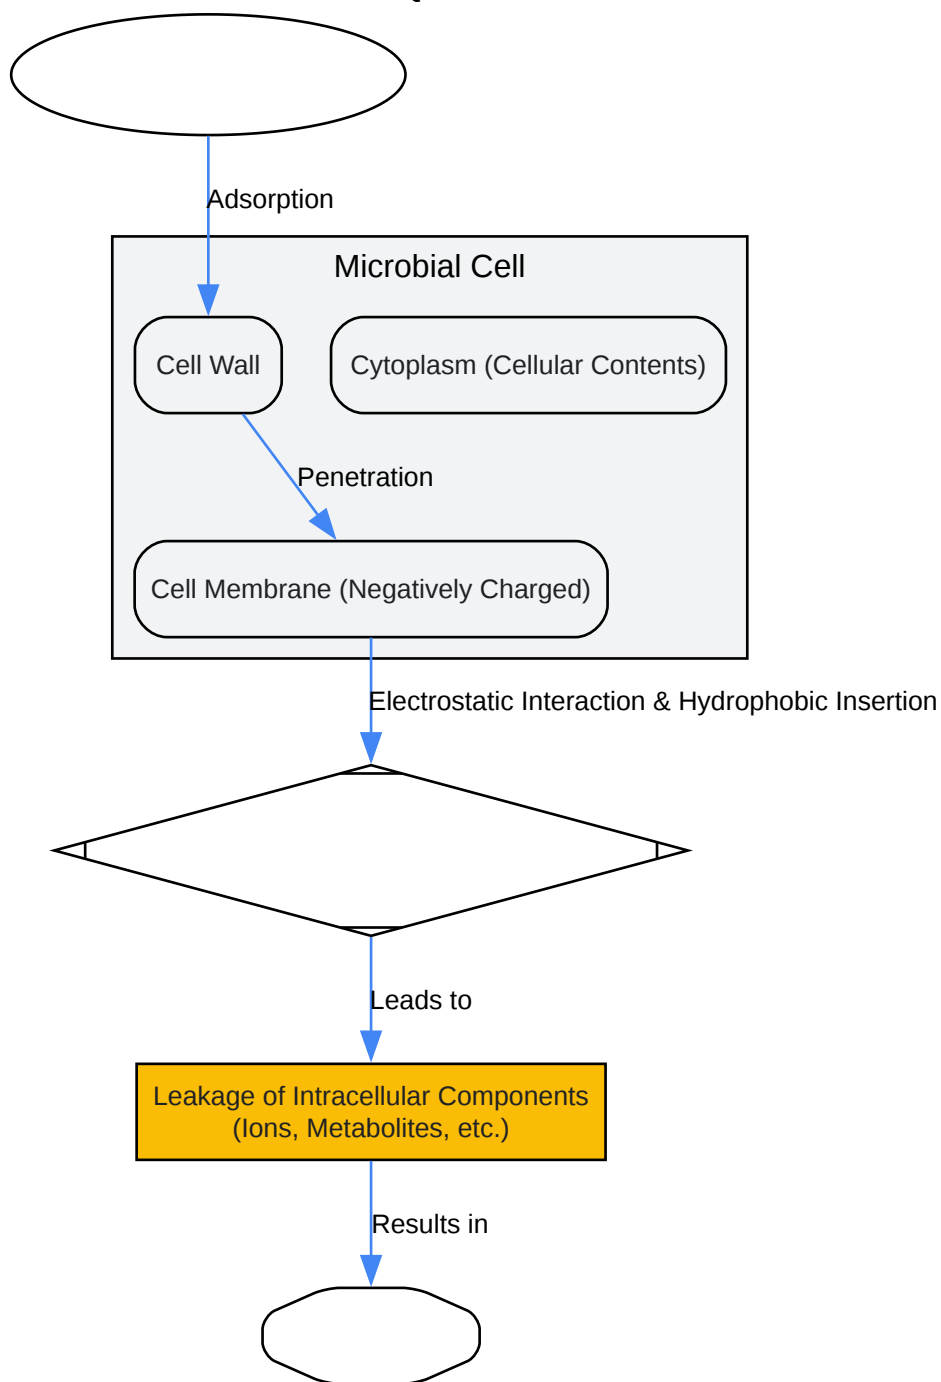 Adsorption
Microbial Cell
Cell Wall
Cytoplasm (Cellular Contents)
Penetration
Cell Membrane (Negatively Charged)
Electrostatic Interaction & Hydrophobic Insertion
Leads to
Leakage of Intracellular Components
(Ions, Metabolites, etc.)
Results in